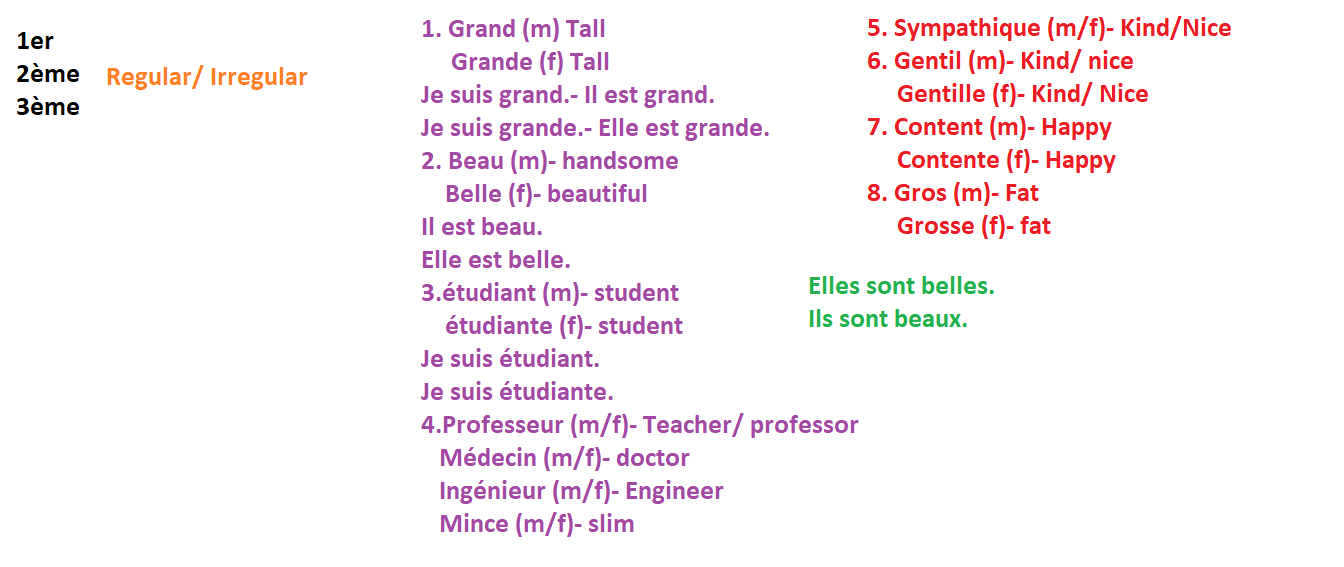 1er
2ème
3ème
Regular/ Irregular
1. Grand (m) Tall
Grande (f) Tall
Je suis grand.- Il est grand.
Je suis grande.- Elle est grande.
2. Beau (m)- handsome
Belle (f)- beautiful
Il est beau.
Elle est belle.
3.étudiant (m)- student
étudiante (f)- student
Je suis étudiant.
Je suis étudiante.
4.Professeur (m/f)- Teacher/ professor
Médecin (m/f)- doctor
Ingénieur (m/f)- Engineer
Mince (m/f)- slim
5. Sympathique (m/f)- Kind/Nice
6. Gentil (m)- Kind/ nice
Gentille (f)- Kind/ Nice
7. Content (m)- Happy
Contente (f)- Happy
8. Gros (m)- Fat
Grosse (f)- fat
Elles sont belles.
Ils sont beaux.